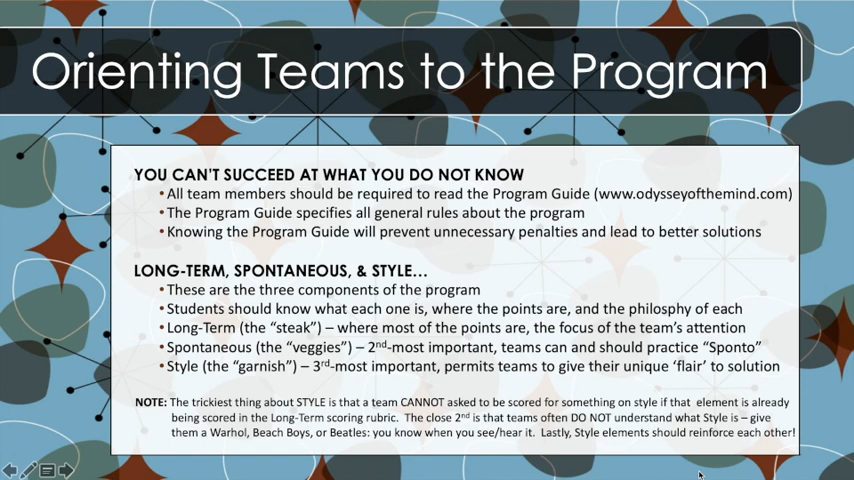 Orienting Teams to the Program
YOU CAN'T SUCCEED AT WHAT YOU DO NOT KNOW
•All team members should be required to read the Program Guide (www.odysseyofthemind.com)
•The Program Guide specifies all general rules about the program
•Knowing the Program Guide will prevent unnecessary penalties and lead to better solutions
LONG-TERM, SPONTANEOUS, & STYLE…
•These are the three components of the program
•Students should know what each one is, where the points are, and the philosphy of each
•Long-Term (the “steak”) – where most of the points are, the focus of the team’s attention
•Spontaneous (the “veggies”) – 2nd-most important, teams can and should practice “Sponto”
•Style (the “garnish”) – 3rd-most important, permits teams to give their unique ‘flair’ to solution
NOTE: The trickiest thing about STYLE is that a team CANNOT asked to be scored for something on style if that element is already
being scored in the Long-Term scoring rubric. The close 2nd is that teams often DO NOT understand what Style is – give
them a Warhol, Beach Boys, or Beatles: you know when you see/hear it. Lastly, Style elements should reinforce each other!